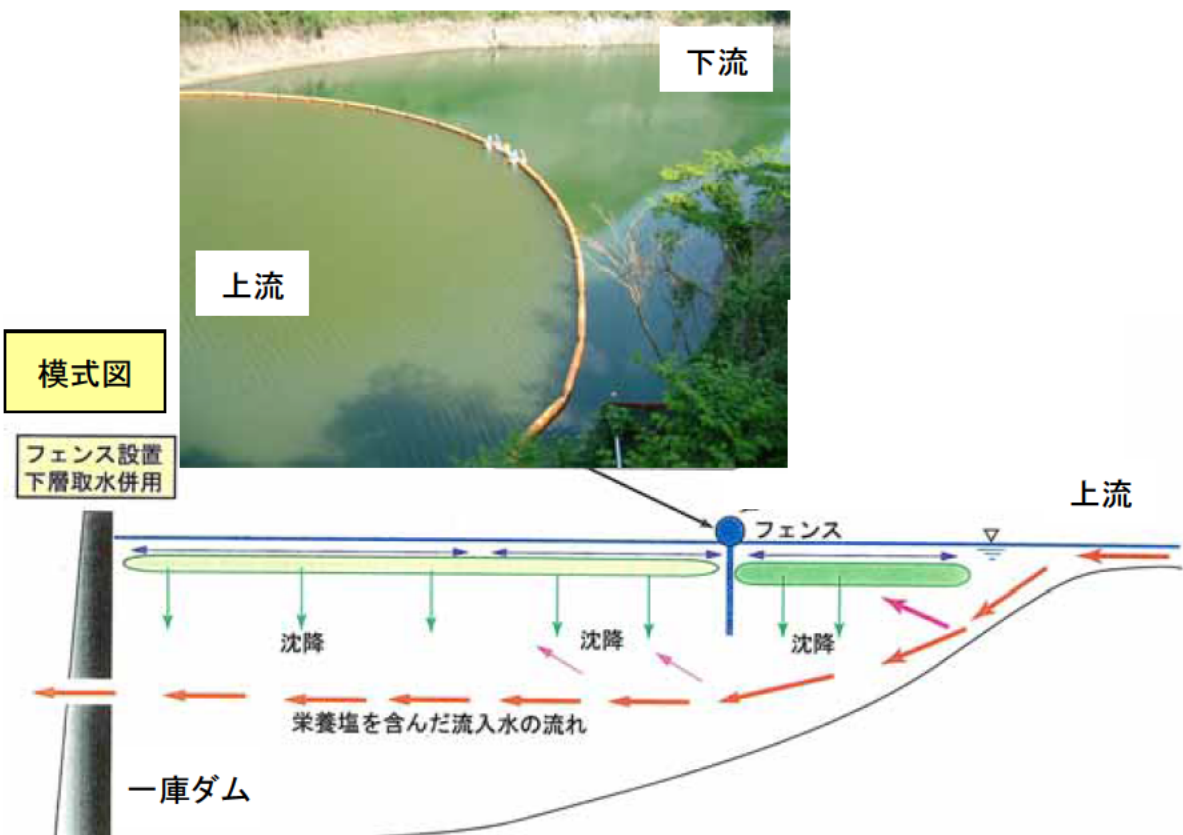 下流
上流
模式図
フェンス設置
下層取水併用
上流
フェンス
沈降
沈降
沈降
栄養塩を含んだ流入水の流れ
一庫ダム